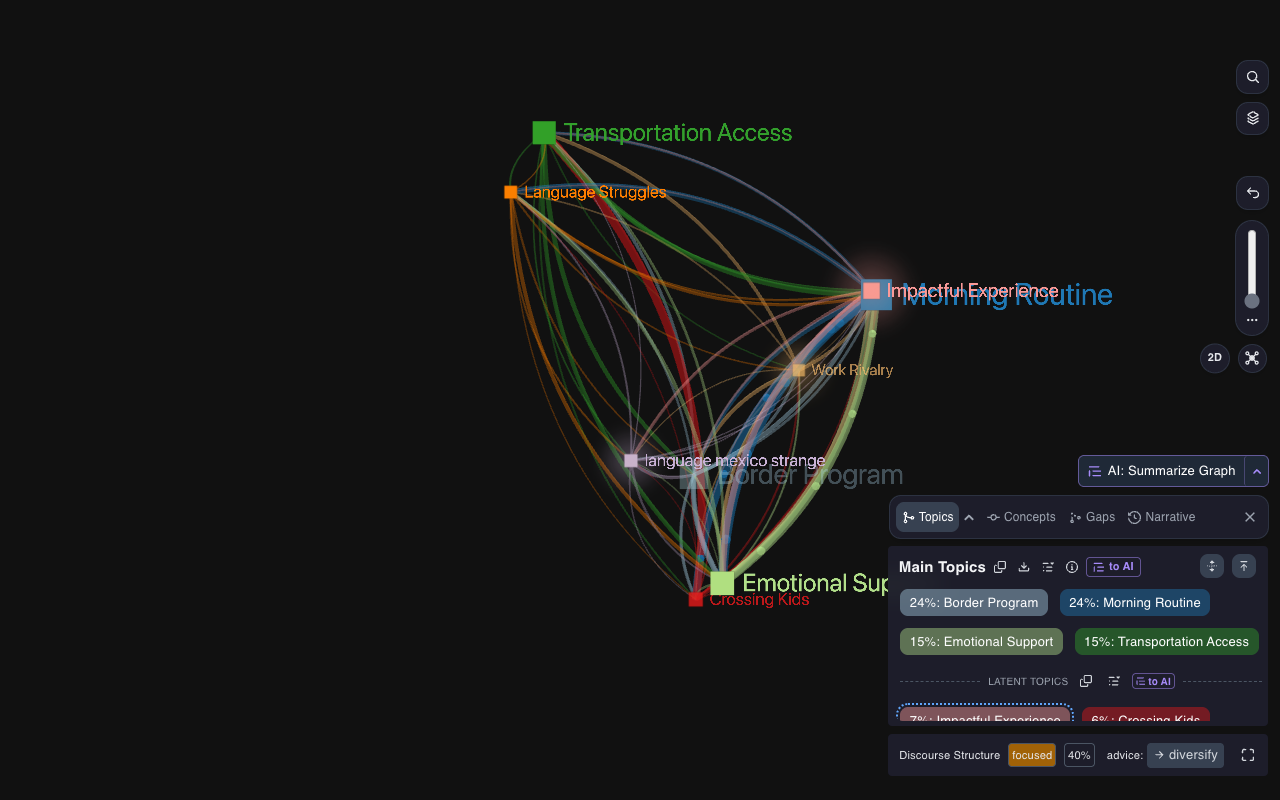 Transportation Access
Language Struggles
Impactful Experience
Morning Routine
Work Rivalry
language mexico strange
Border Program
Emotional Sup
Crossing Kids
2D
AI: Summarize Graph
Topics
Concepts
Gaps
Narrative
Main Topics
to AI
24%: Border Program
24%: Morning Routine
15%: Emotional Support
15%: Transportation Access
LATENT TOPICS
to AI
7%: Impactful Experience
6%: Crossing Kids
Discourse Structure
focused
40%
advice:
diversify